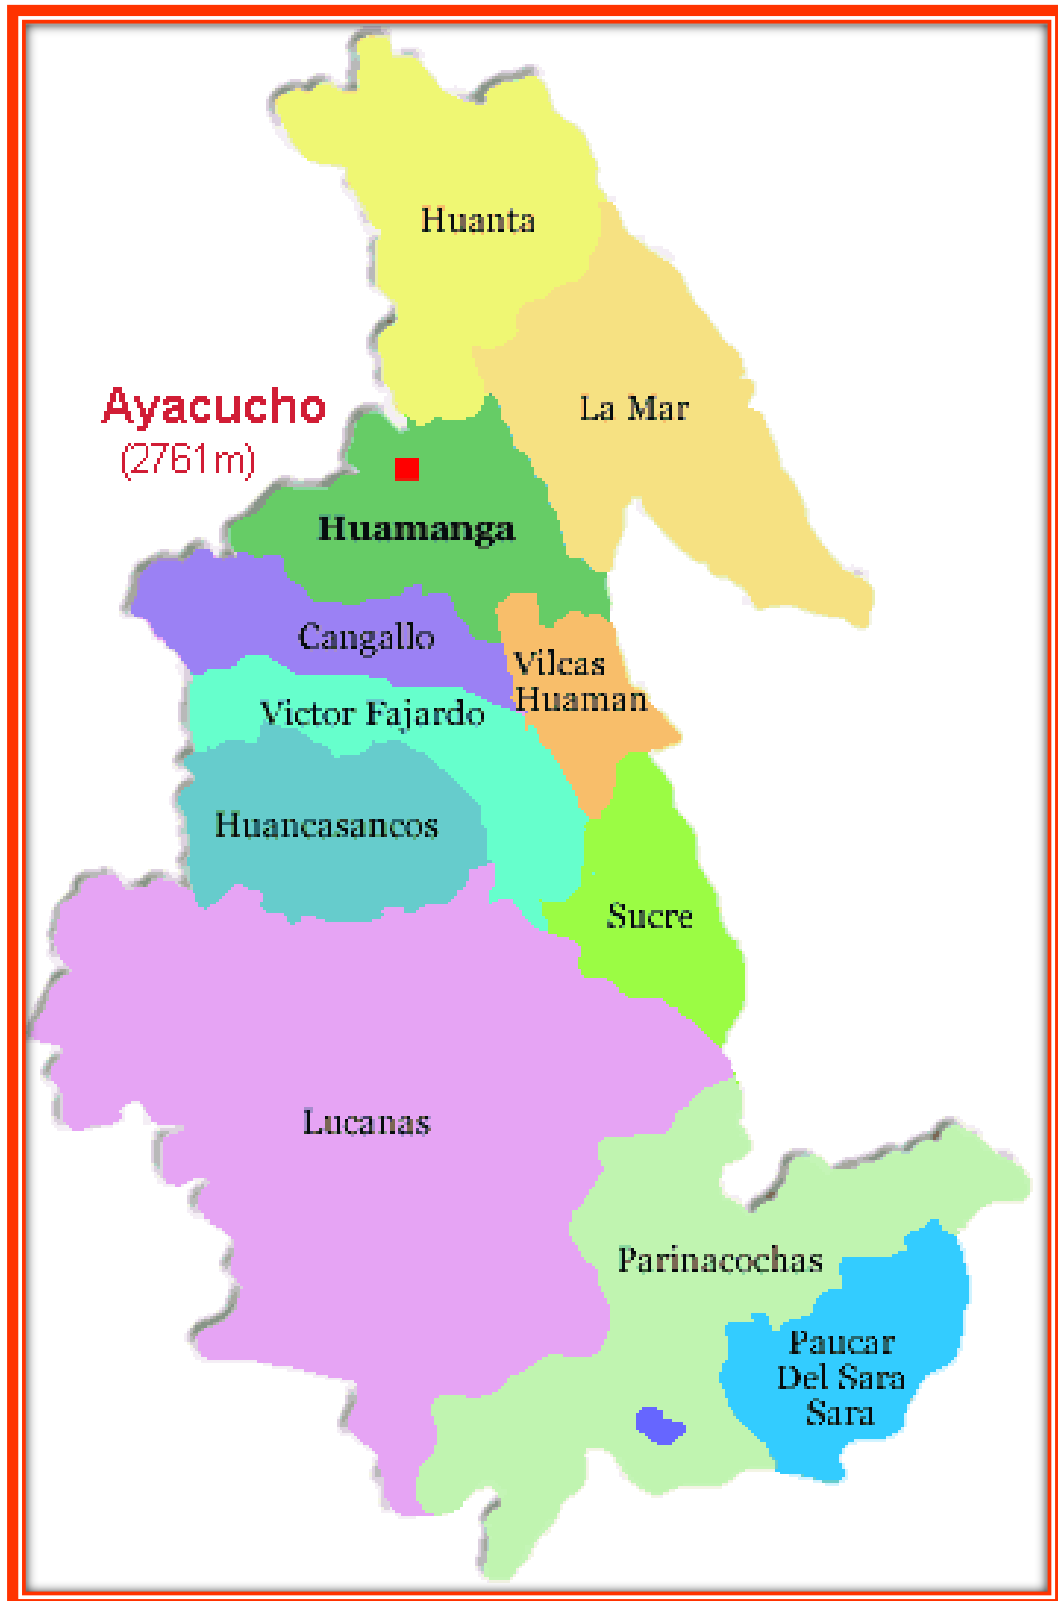 Huanta
La Mar
Ayacucho
(2761m)
Huamanga
Cangallo
Vilcas
Huaman
Victor Fajardo
Huancasancos
Sucre
Lucanas
Parinacochas
Paucar
Del Sara
Sara